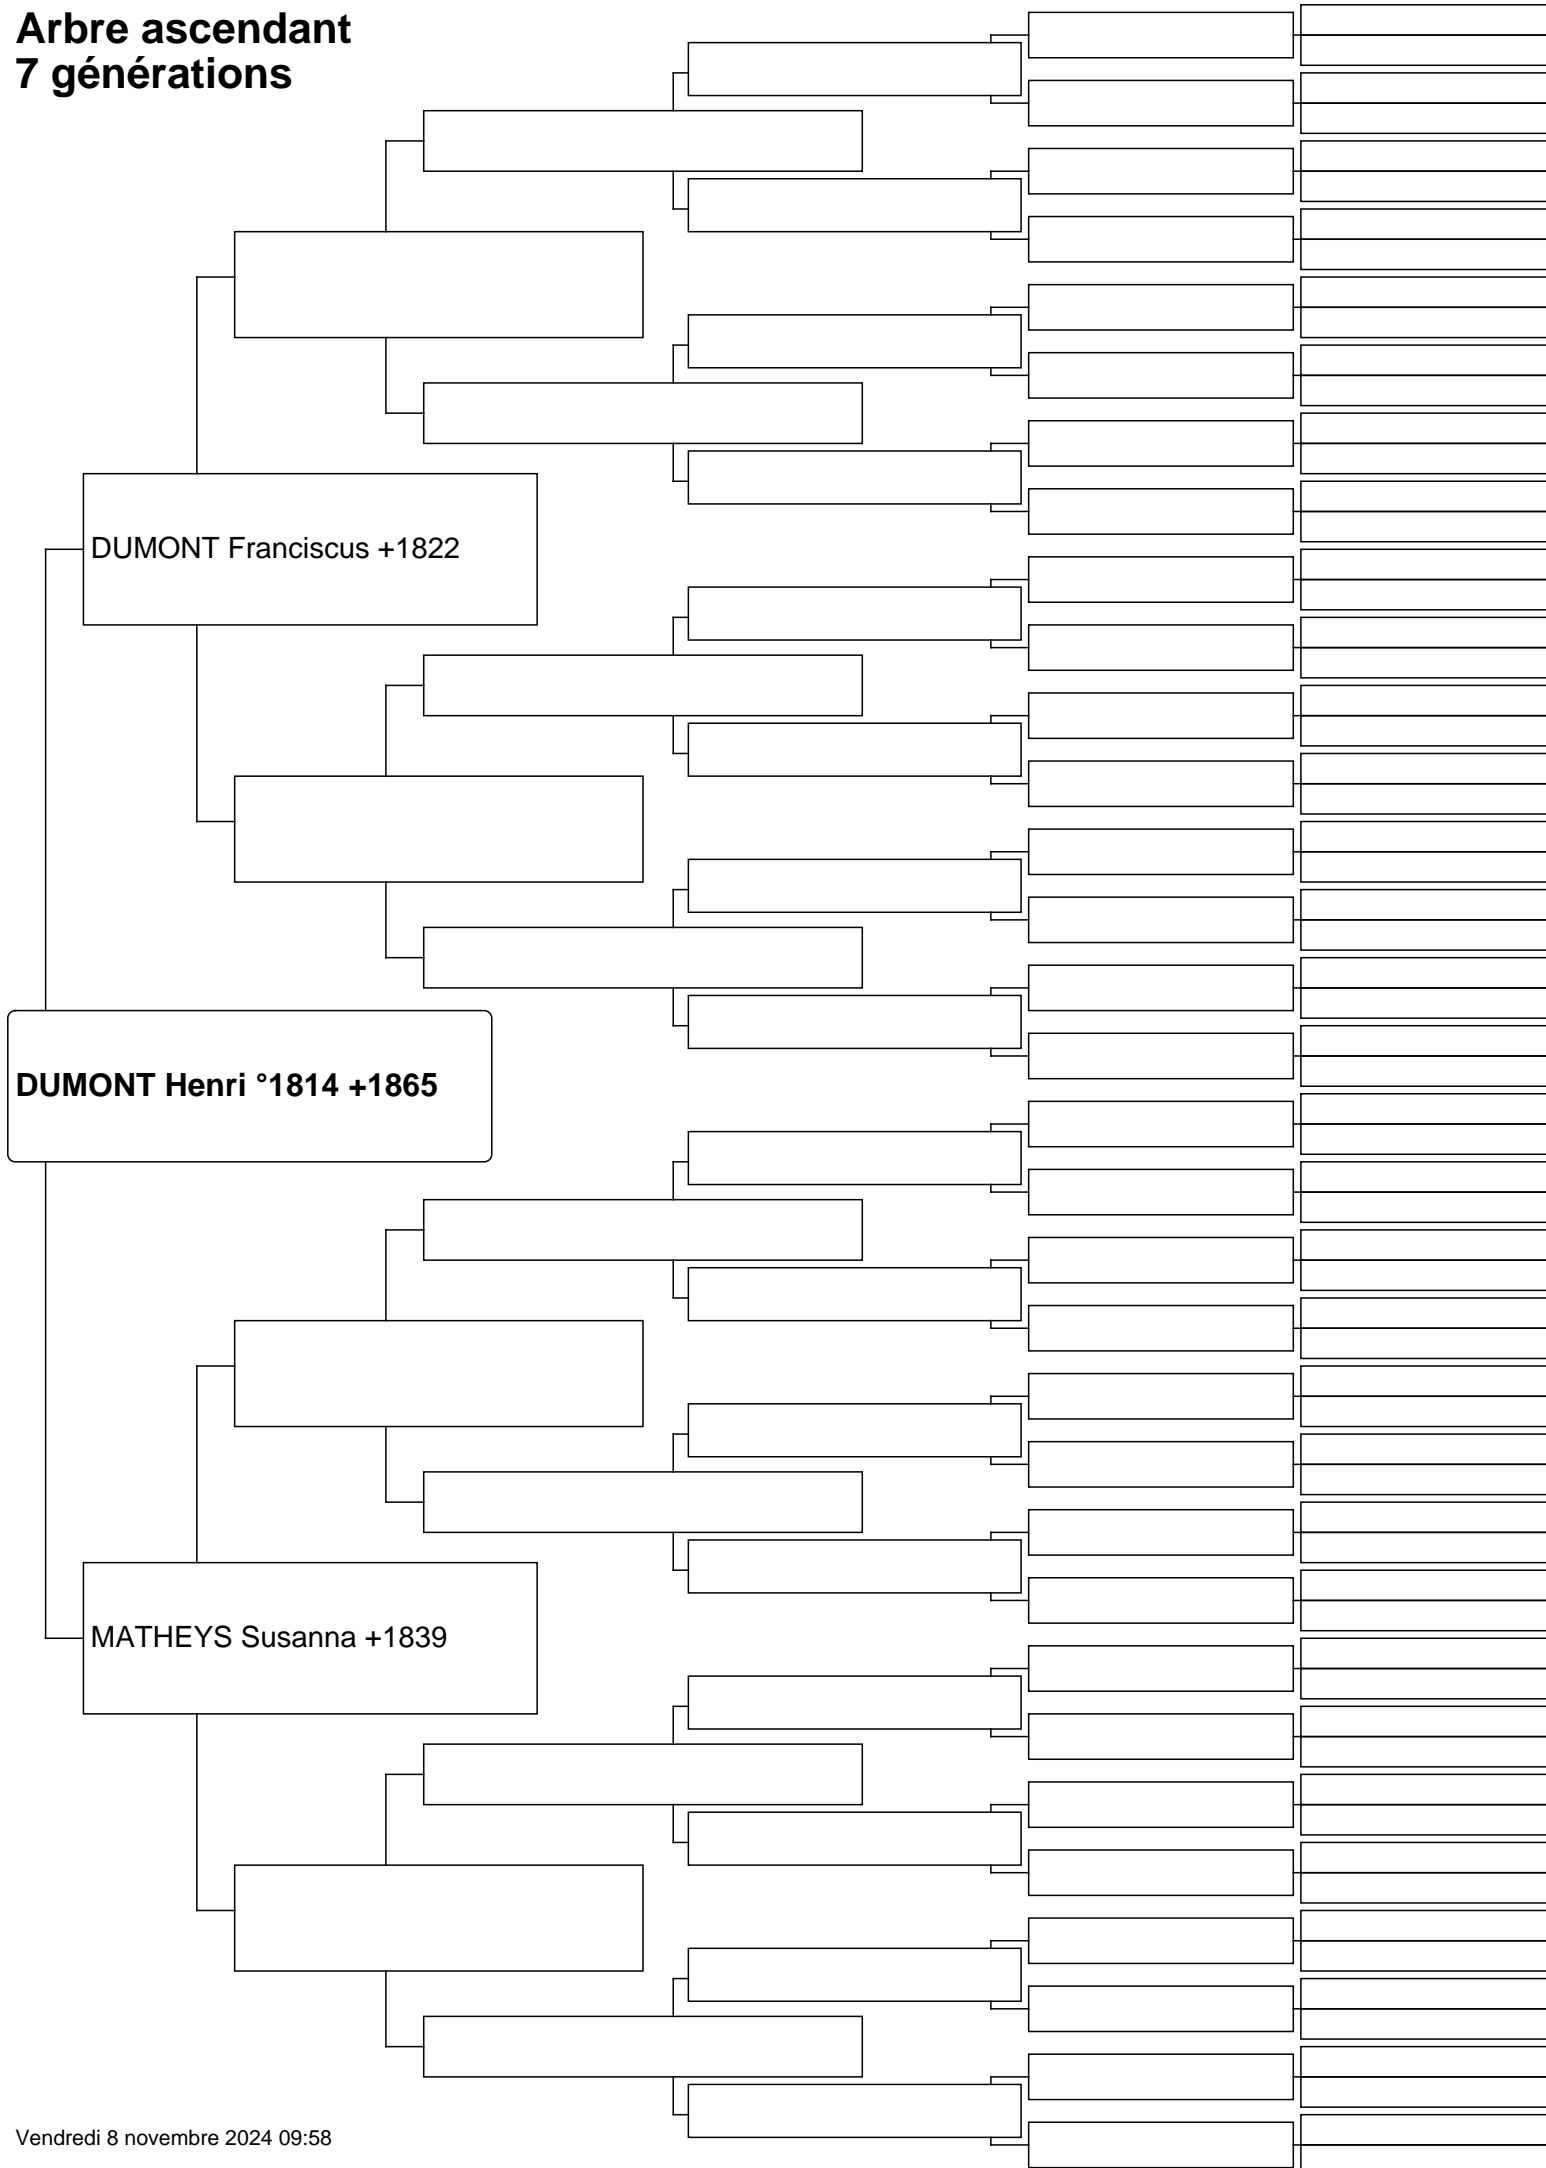 Arbre ascendant
7 générations
DUMONT Franciscus +1822
DUMONT Henri °1814 +1865
MATHEYS Susanna +1839
Vendredi 8 novembre 2024 09:58